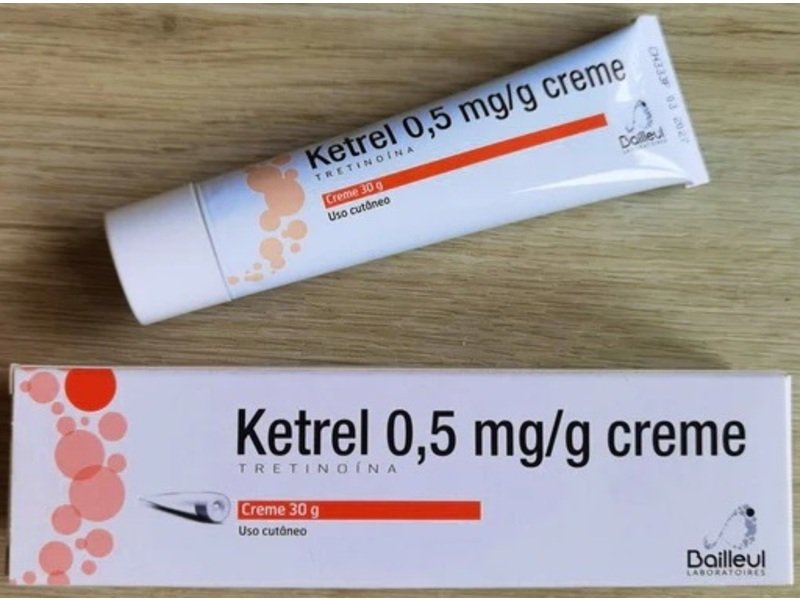 Ketrel 0,5 mg/g creme
TRETINOÍNA
Creme 30 g
Uso cutâneo
Bailleul
LABORATOIRES
Ketrel 0,5 mg/g creme
TRETINOÍNA
Creme 30 g
Uso cutâneo
Bailleul
LABORATOIRES